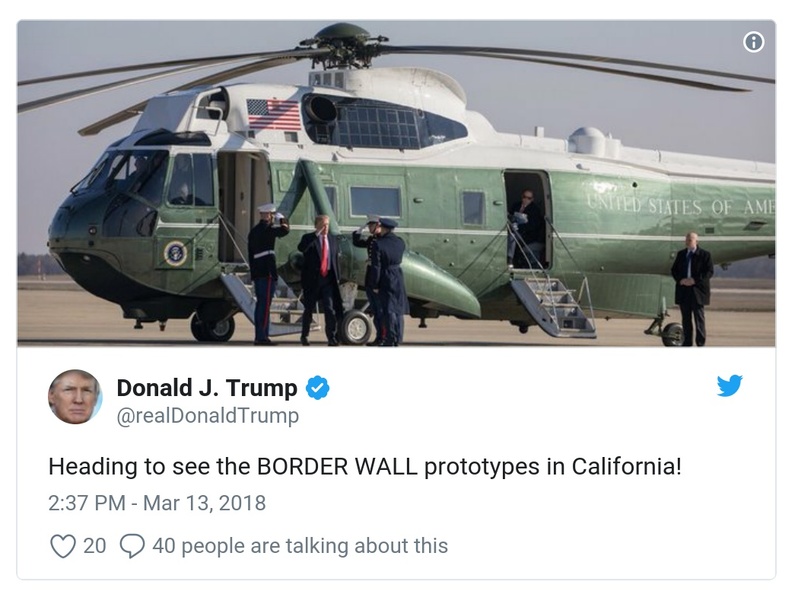 UNITED STATES OF AME
Donald J. Trump
@realDonaldTrump
Heading to see the BORDER WALL prototypes in California!
2:37 PM - Mar 13, 2018
20 40 people are talking about this